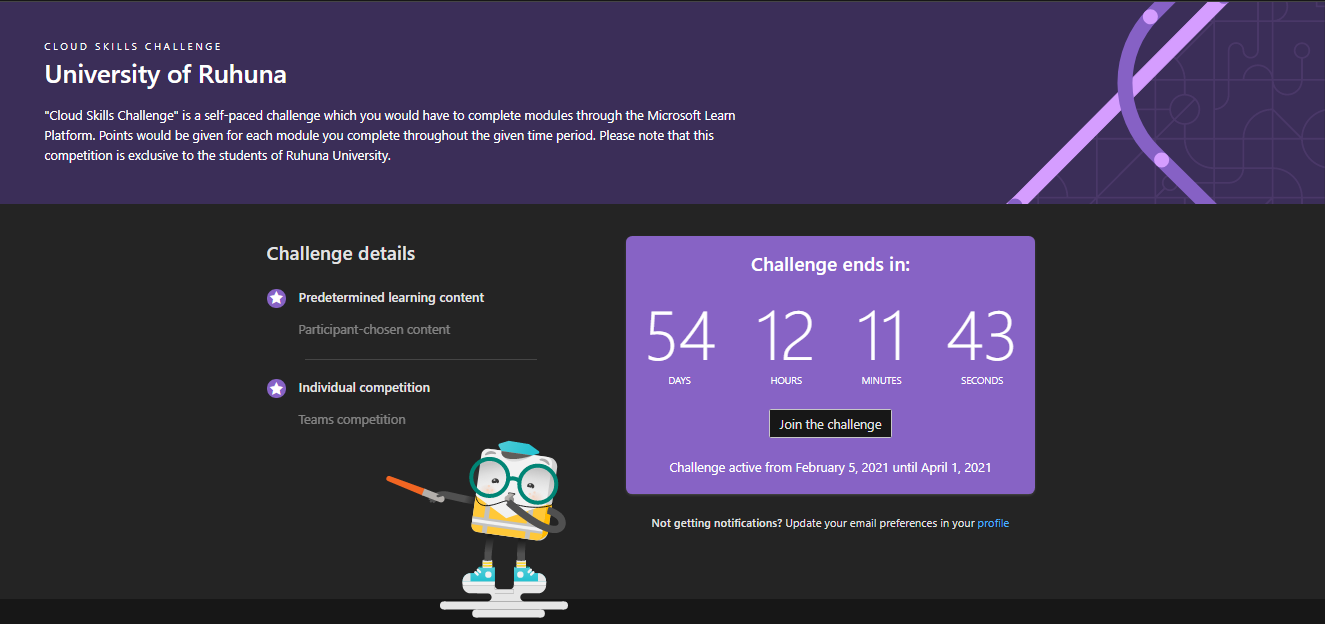 CLOUD SKILLS CHALLENGE
University of Ruhuna
"Cloud Skills Challenge" is a self-paced challenge which you would have to complete modules through the Microsoft Learn
Platform. Points would be given for each module you complete throughout the given time period. Please note that this
competition is exclusive to the students of Ruhuna University.
Challenge details
Predetermined learning content
Participant-chosen content
Individual competition
Teams competition
Challenge ends in:
54 12 11 43
DAYS HOURS MINUTES SECONDS
Join the challenge
Challenge active from February 5, 2021 until April 1, 2021
Not getting notifications? Update your email preferences in your profile